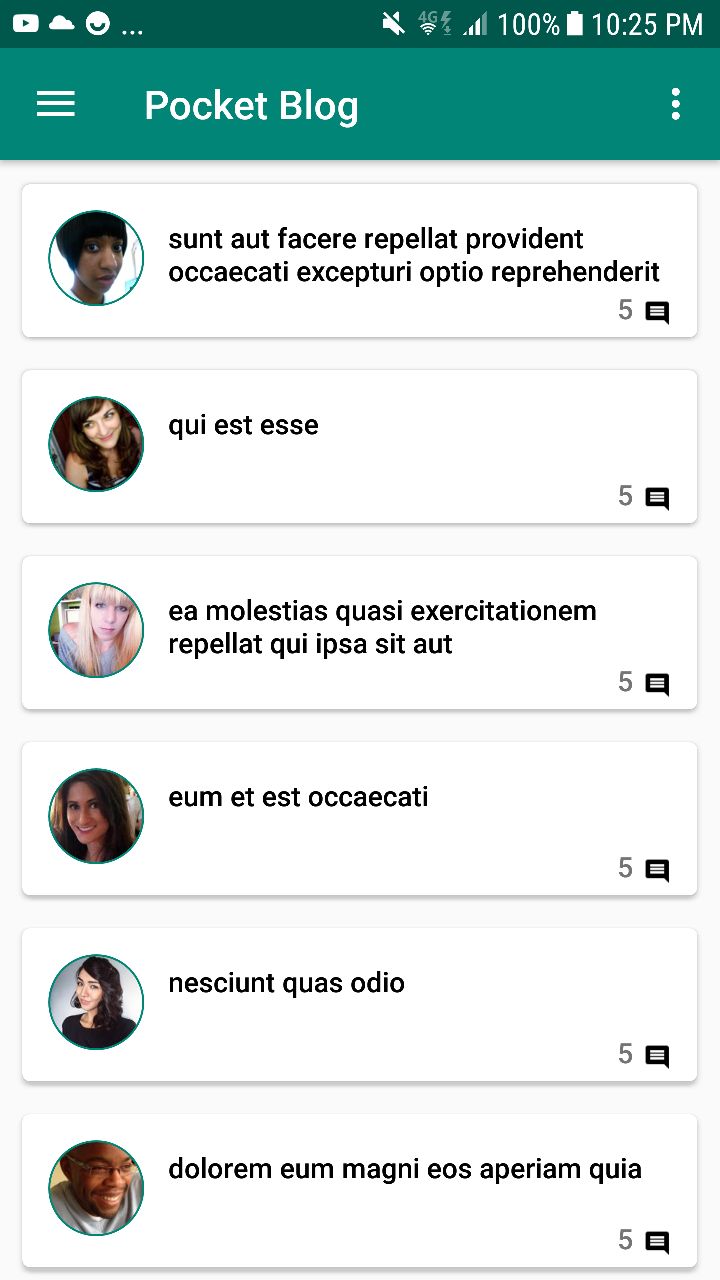 ... 4G 100% 10:25 PM
Pocket Blog
sunt aut facere repellat provident
occaecati excepturi optio reprehenderit
5
qui est esse
5
ea molestias quasi exercitationem
repellat qui ipsa sit aut
5
eum et est occaecati
5
nesciunt quas odio
5
dolorem eum magni eos aperiam quia
5